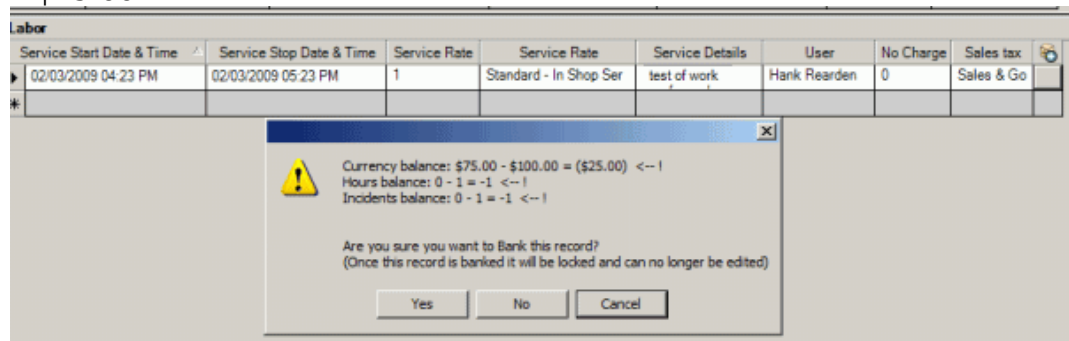 Labor
Service Start Date & Time Service Stop Date & Time Service Rate Service Rate Service Details User No Charge Sales tax
02/03/2009 04:23 PM 02/03/2009 05:23 PM 1 Standard - In Shop Ser test of work Hank Rearden 0 Sales & Go
Currency balance: $75.00 - $100.00 = ($25.00) <-- !
Hours balance: 0 - 1 = -1 <-- !
Incidents balance: 0 - 1 = -1 <-- !
Are you sure you want to Bank this record?
(Once this record is banked it will be locked and can no longer be edited)
Yes No Cancel